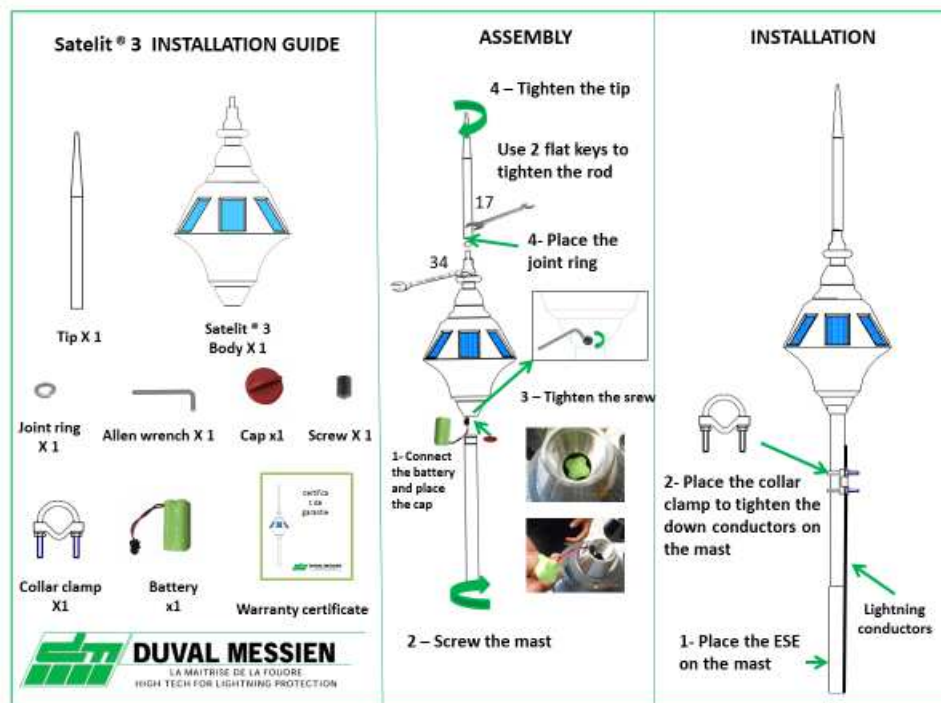 Satelit ® 3 INSTALLATION GUIDE
Tip X 1
Satelit ® 3
Body X 1
Joint ring
X 1
Allen wrench X 1
Cap x1
Screw X 1
Collar clamp
X1
Battery
x1
certifica
t de
garantie
DUVAL MESSIEN
Warranty certificate
DUVAL MESSIEN
LA MAITRISE DE LA FOUDRE
HIGH TECH FOR LIGHTNING PROTECTION
ASSEMBLY
4 – Tighten the tip
Use 2 flat keys to
tighten the rod
17
4- Place the
joint ring
34
3 – Tighten the srew
1- Connect
the battery
and place
the cap
2 – Screw the mast
INSTALLATION
2- Place the collar
clamp to tighten the
down conductors on
the mast
Lightning
conductors
1- Place the ESE
on the mast